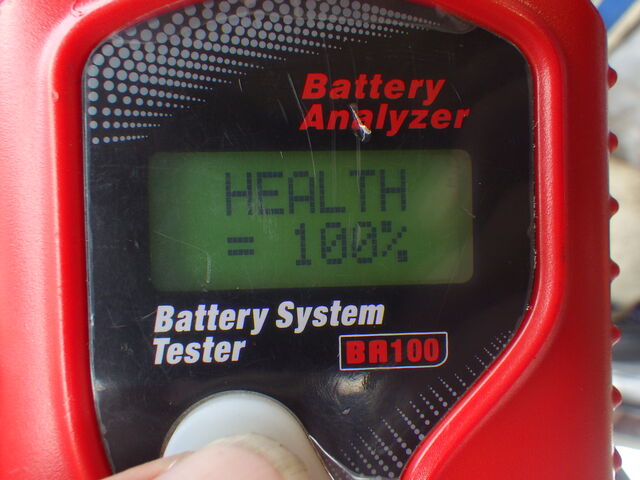 Battery
Analyzer
HEALTH
= 100%
Battery System
Tester
BA100